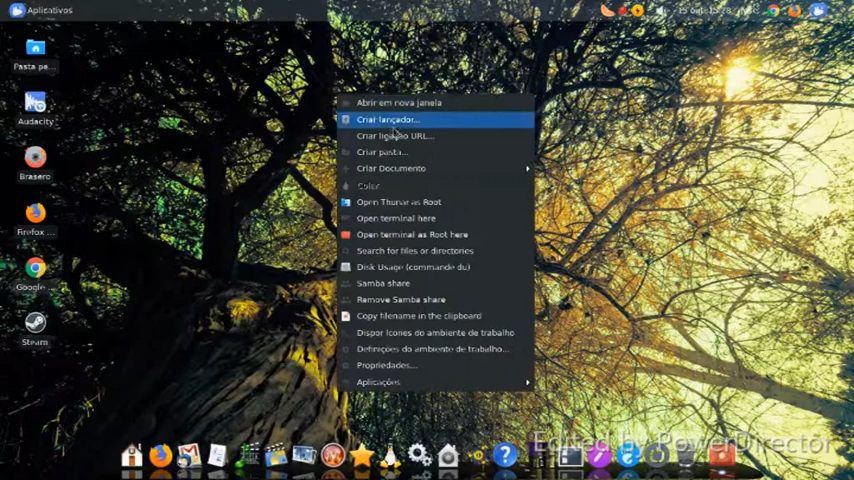 Aplicativos
Pasta pe...
Audacity
Brasero
Firefox ...
Google ...
Steam
Abrir em nova janela
Criar lançador...
Criar ligação URL...
Criar pasta...
Criar Documento
Colar
Open Thunar as Root
Open terminal here
Open terminal as Root here
Search for files or directories
Disk Usage (commande du)
Samba share
Remove Samba share
Copy filename in the clipboard
Dispor ícones do ambiente de trabalho
Definições do ambiente de trabalho...
Propriedades...
Aplicações
Edited by PowerDirector